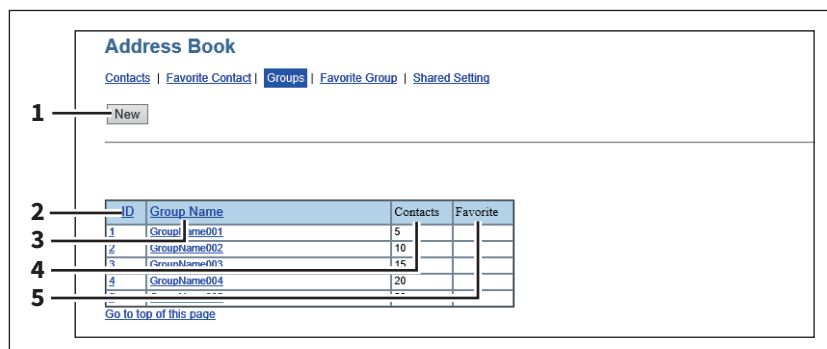 Address Book
Contacts | Favorite Contact | Groups | Favorite Group | Shared Setting
1
New
2
ID Group Name Contacts Favorite
1 GroupName001 5
3
2 GroupName002 10
3 GroupName003 15
4
4 GroupName004 20
5
Go to top of this page